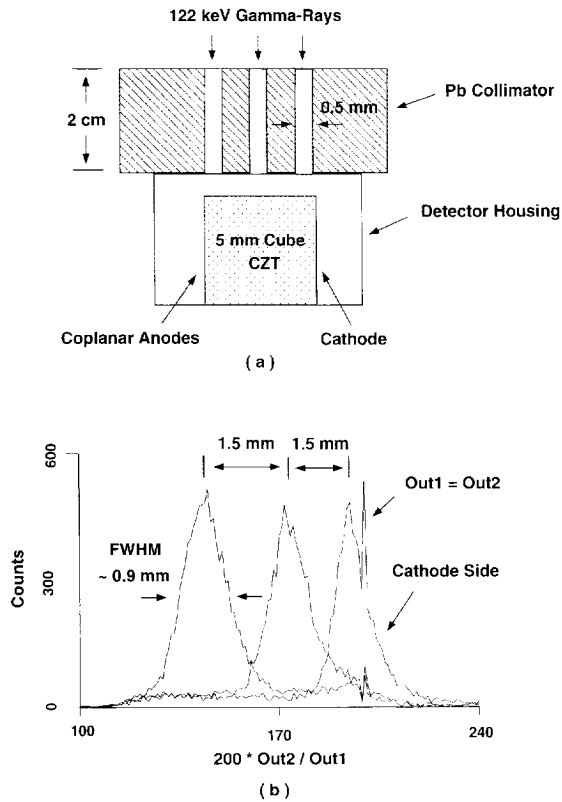 122 keV Gamma-Rays
Pb Collimator
2 cm
0.5 mm
Detector Housing
5 mm Cube
CZT
Coplanar Anodes
Cathode
( a )
600
1.5 mm
1.5 mm
Out1 = Out2
FWHM
~ 0.9 mm
Cathode Side
Counts
300
0
100
170
240
200 * Out2 / Out1
( b )